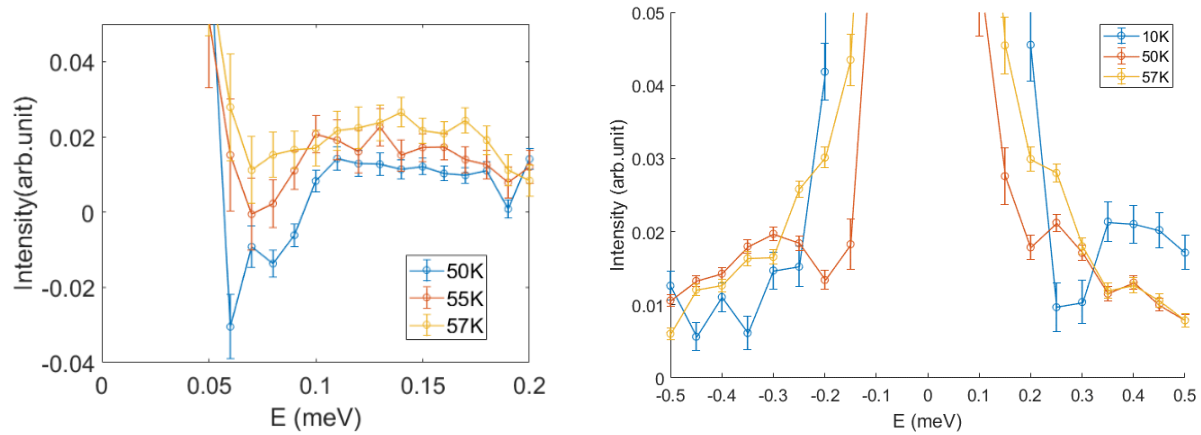 0.04
0.02
0
-0.02
-0.04
Intensity(arb.unit)
50K
55K
57K
0
0.05
0.1
0.15
0.2
E (meV)
0.05
0.04
0.03
0.02
0.01
0
Intensity (arb.unit)
10K
50K
57K
-0.5
-0.4
-0.3
-0.2
-0.1
0
0.1
0.2
0.3
0.4
0.5
E (meV)